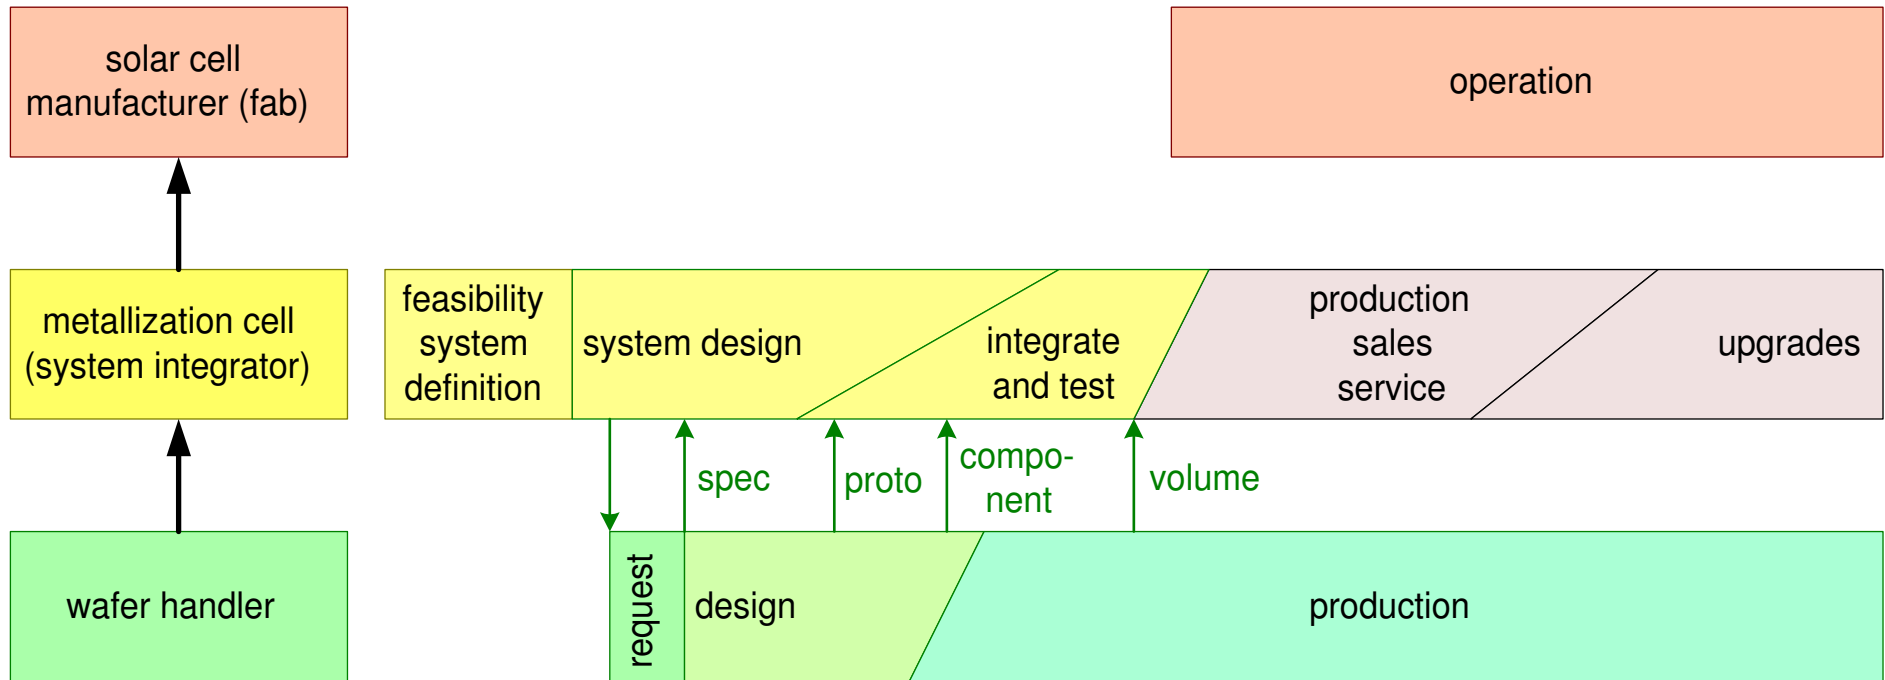 solar cell
manufacturer (fab)
operation
metallization cell
(system integrator)
feasibility
system
definition
system design
integrate
and test
production
sales
service
upgrades
spec
proto
compo-
nent
volume
wafer handler
request
design
production